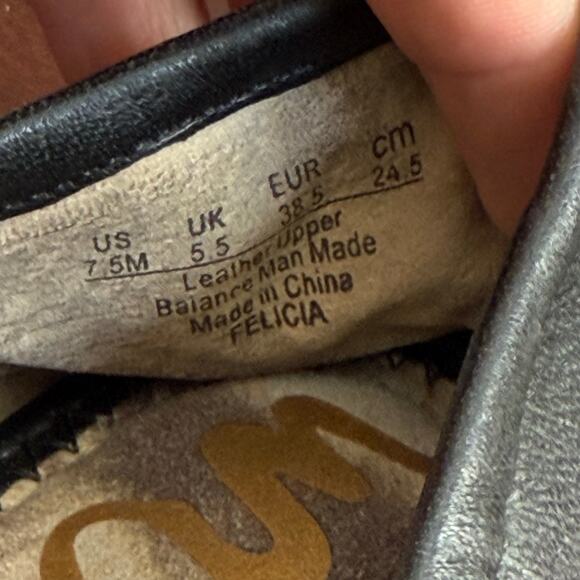 US UK EUR cm
7.5M 5.5 38.5 24.5
Leather Upper
Balance Man Made
Made in China
FELICIA